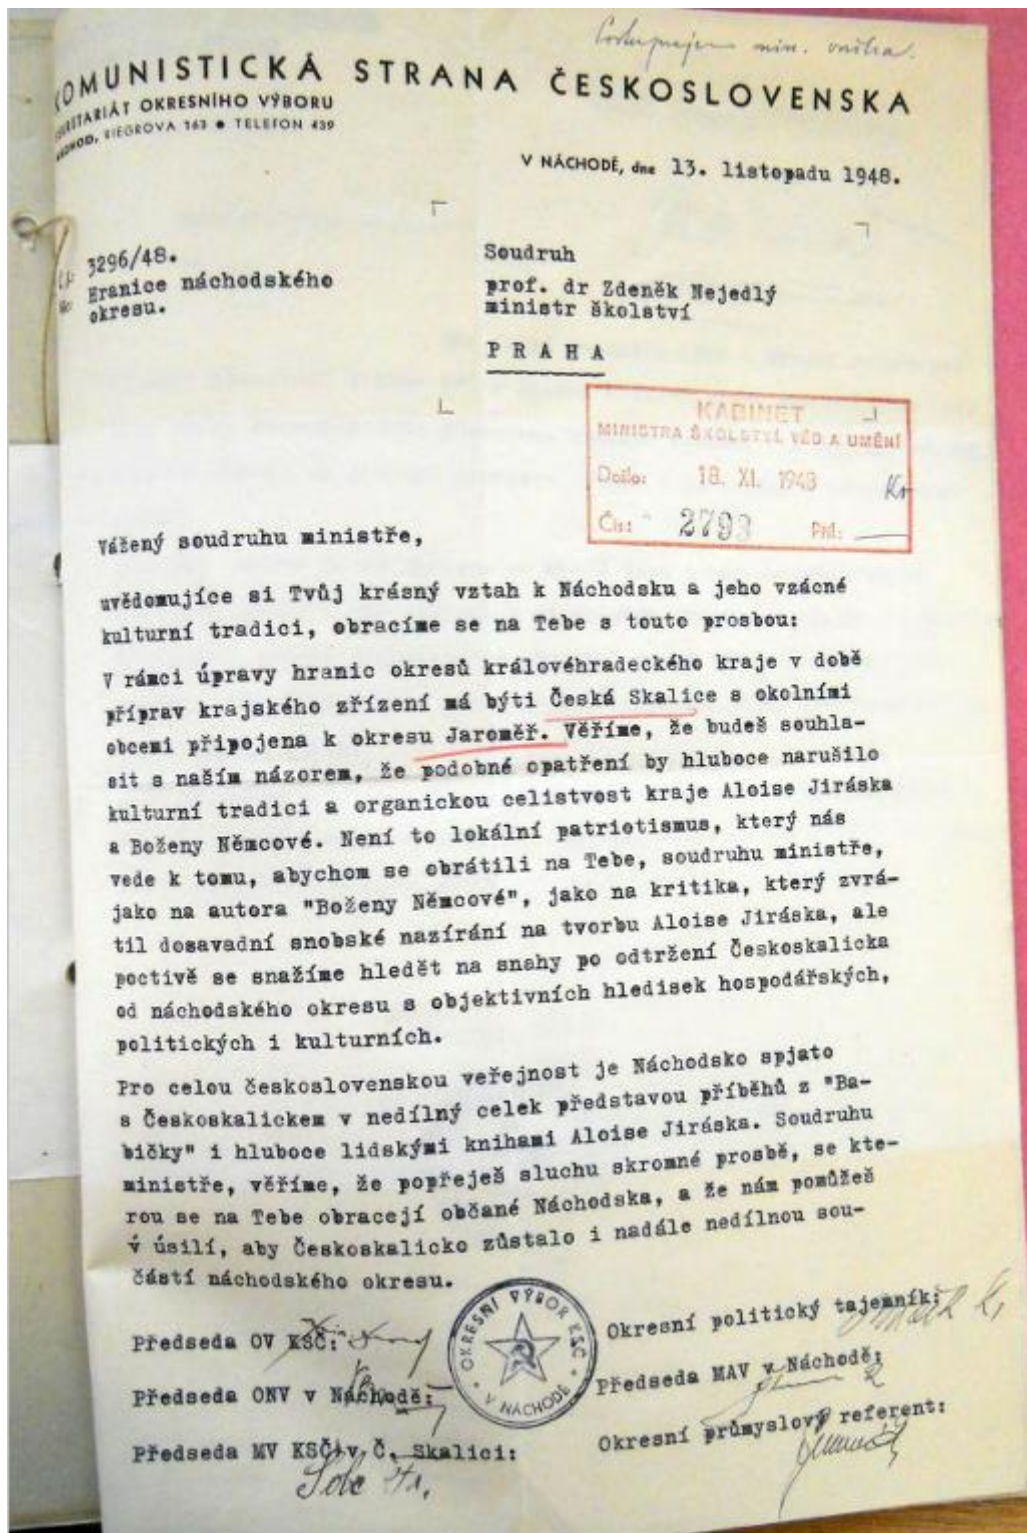 min.
KOMUNISTICKÁ STRANA ČESKOSLOVENSKA
SEKRETARIÁT OKRESNÍHO VÝBORU
NÁCHOD, RIEGROVA 163 • TELEFON 439
V NÁCHODĚ, dne 13. listopadu 1948.
3296/48.
Hranice náchodského
okresu.
Soudruh
prof. dr Zdeněk Nejedlý
ministr školství
PRAHA
KABINET
MINISTRA ŠKOLSTVÍ, VĚD A UMĚNÍ
Došlo: 18. XI. 1948
Čís: 2793 Příl:
Vážený soudruhu ministře,
uvědomujíce si Tvůj krásný vztah k Náchodsku a jeho vzácné
kulturní tradici, obracíme se na Tebe s touto prosbou:
V rámci úpravy hranic okresů královéhradeckého kraje v době
příprav krajského zřízení má býti Česká Skalice s okolními
obcemi připojena k okresu Jaroměř. Věříme, že budeš souhla-
sit s naším názorem, že podobné opatření by hluboce narušilo
kulturní tradici a organickou celistvost kraje Aloise Jiráska
a Boženy Němcové. Není to lokální patriotismus, který nás
vede k tomu, abychom se obrátili na Tebe, soudruhu ministře,
jako na autora "Boženy Němcové", jako na kritika, který zvrá-
til dosavadní snobské nazírání na tvorbu Aloise Jiráska, ale
poctivě se snažíme hledět na snahy po odtržení Českoskalicka
od náchodského okresu s objektivních hledisek hospodářských,
politických i kulturních.
Pro celou československou veřejnost je Náchodsko spjato
s Českoskalickem v nedílný celek představou příběhů z "Ba-
bičky" i hluboce lidskými knihami Aloise Jiráska. Soudruhu
ministře, věříme, že popřeješ sluchu skromné prosbě, se kte-
rou se na Tebe obracejí občané Náchodska, a že nám pomůžeš
v úsilí, aby Českoskalicko zůstalo i nadále nedílnou sou-
částí náchodského okresu.
Předseda OV KSČ:
Předseda ONV v Náchodě:
Předseda MV KSČ v Č. Skalici:
OKRESNÍ VÝBOR KSČ
V NÁCHODĚ
Okresní politický tajemník:
Předseda MAV v Náchodě:
Okresní průmyslový referent: